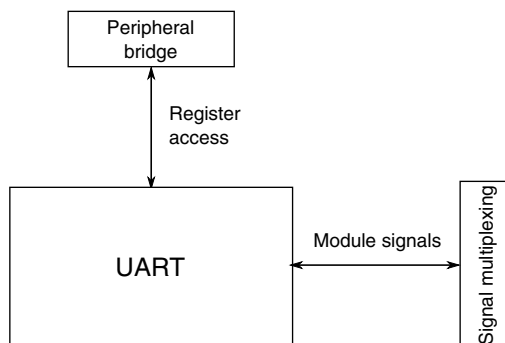 Peripheral
bridge
Register
access
UART
Module signals
Signal multiplexing